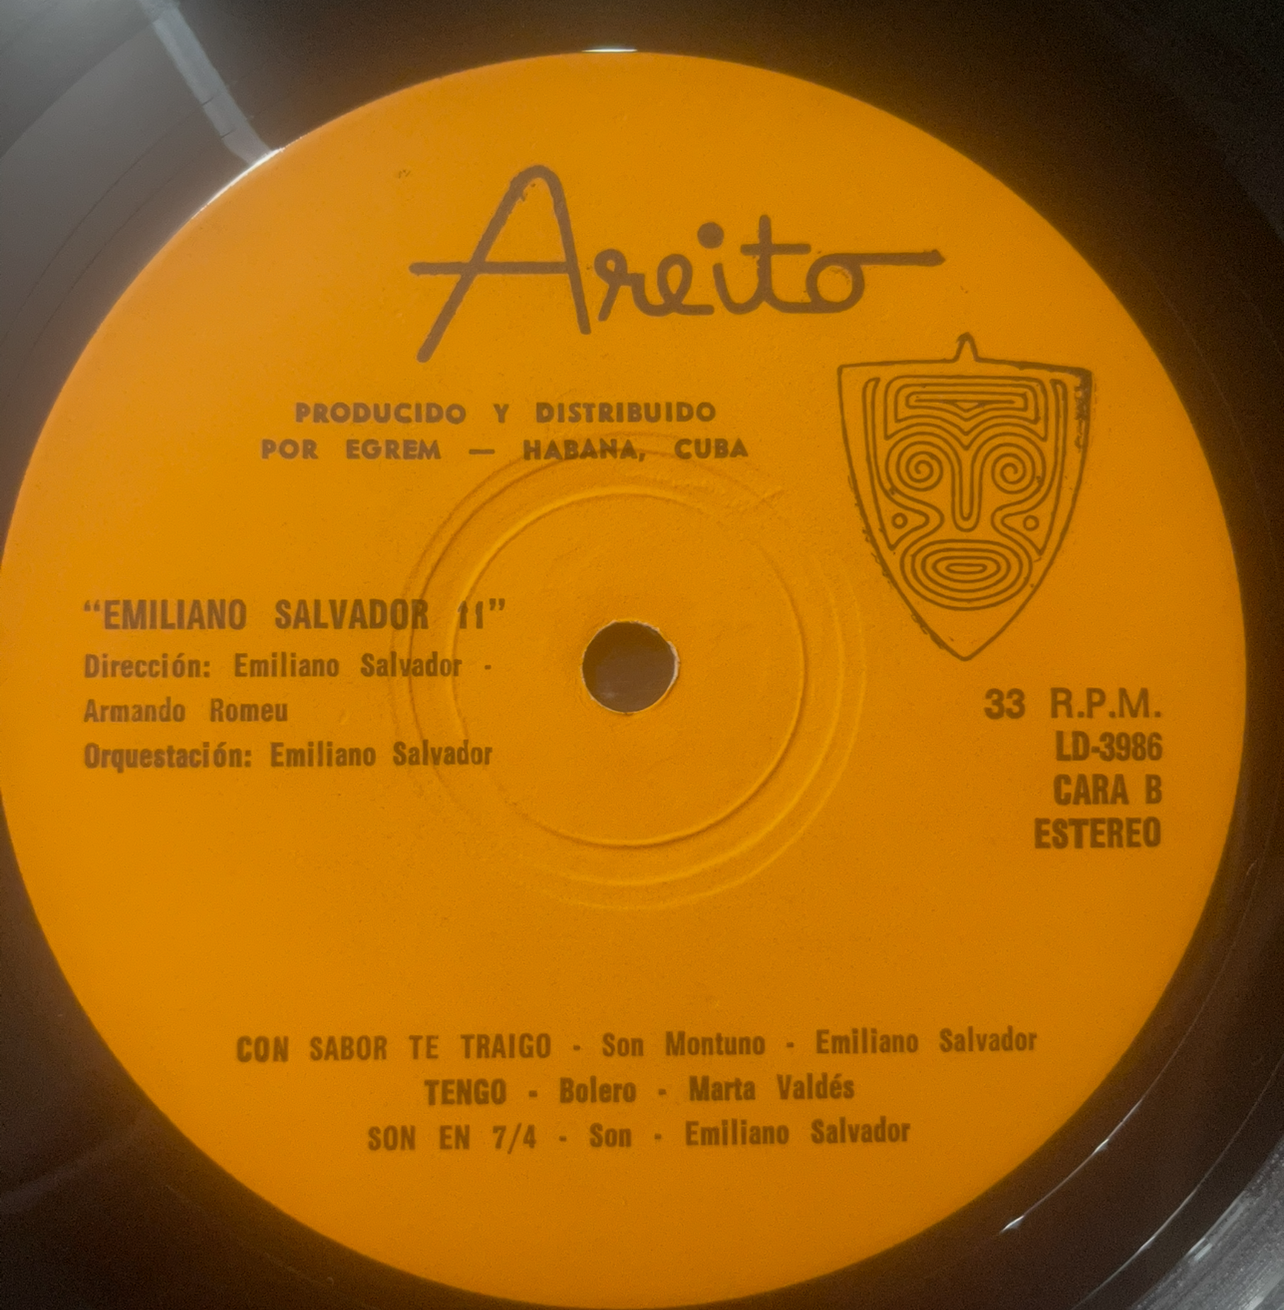 Areito
PRODUCIDO Y DISTRIBUIDO
POR EGREM — HABANA, CUBA
“EMILIANO SALVADOR 11”
Dirección: Emiliano Salvador -
Armando Romeu
Orquestación: Emiliano Salvador
33 R.P.M.
LD-3986
CARA B
ESTEREO
CON SABOR TE TRAIGO - Son Montuno - Emiliano Salvador
TENGO - Bolero - Marta Valdés
SON EN 7/4 - Son - Emiliano Salvador